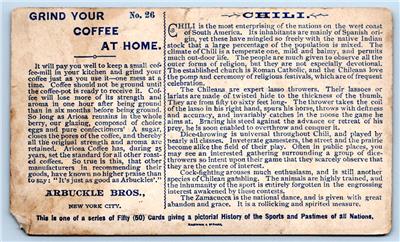 GRIND YOUR No. 26
COFFEE
AT HOME.
It will pay you well to keep a small cof-
fee-mill in your kitchen and grind your
coffee just as you use it—one mess at a
time. Coffee should not be ground until the
coffee-pot is ready to receive it. Coffee
will lose more of its strength and
aroma in one hour after being ground
than in six months before being ground.
So long as Ariosa remains in the whole
berry, our glazing, composed of choice
eggs and pure confectioners' A sugar,
closes the pores of the coffee, and thereby
all the original strength and aroma are
retained. Ariosa Coffee has, during 25
years, set the standard for all other roast-
ed coffees. So true is this, that other
manufacturers in recommending their
goods, have known no higher praise than
to say: "It's just as good as Arbuckles'."
ARBUCKLE BROS.,
NEW YORK CITY.
CHILI.
CHILI is the most enterprising of the nations on the west coast
of South America. Its inhabitants are mainly of Spanish ori-
gin, yet these have mingled so freely with the native Indian
stock that a large percentage of the population is mixed. The
climate of Chili is a temperate one, mild and balmy, and permits
much out-door life. The people are much given to observe all the
outer forms of religion, but they are not especially devotional.
The established church is Roman Catholic, and the Chilenas love
the pomp and ceremony of religious festivals, which are of frequent
celebration.
The Chileans are expert lasso throwers. Their lassoes or
lariats are made of twisted hide to the thickness of the thumb.
They are from fifty to sixty feet long. The thrower takes the coil
of the lasso in his right hand, spurs his horse, throws with deftness
and accuracy, and invariably catches in the noose the game he
aims at. Bracing his steed against the advance or retreat of his
prey, he is soon enabled to overthrow and conquer it.
Dice-throwing is universal throughout Chili, and played by
nearly all classes. Inveterate gamesters, the street and the prairie
become alike the field of their play. Often in public places, you
may see an interested gathering surrounding a group of dice-
throwers so intent upon their game that they scarcely observe that
they are the centre of interest.
Cock-fighting arouses much enthusiasm, and is still another
species of Chilean gambling. The animals are highly trained, and
the inhumanity of the sport is entirely forgotten in the engrossing
interest awakened by these contests.
The Zamacueca is the national dance, and is given with great
abandon and grace. It is a rollicking and spirited measure.
This is one of a series of Fifty (50) Cards giving a pictorial History of the Sports and Pastimes of all Nations.